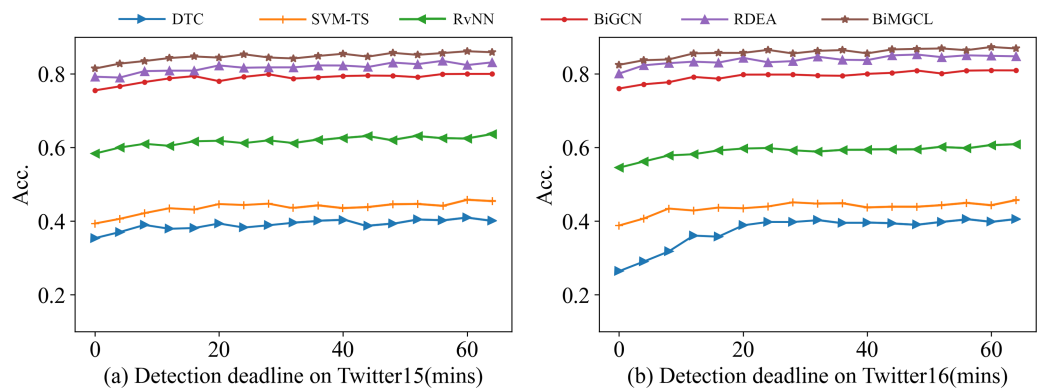 DTC SVM-TS RvNN BiGCN RDEA BiMGCL
Acc.
0.8
0.6
0.4
0.2
0 20 40 60
(a) Detection deadline on Twitter15(mins)
Acc.
0.8
0.6
0.4
0.2
0 20 40 60
(b) Detection deadline on Twitter16(mins)